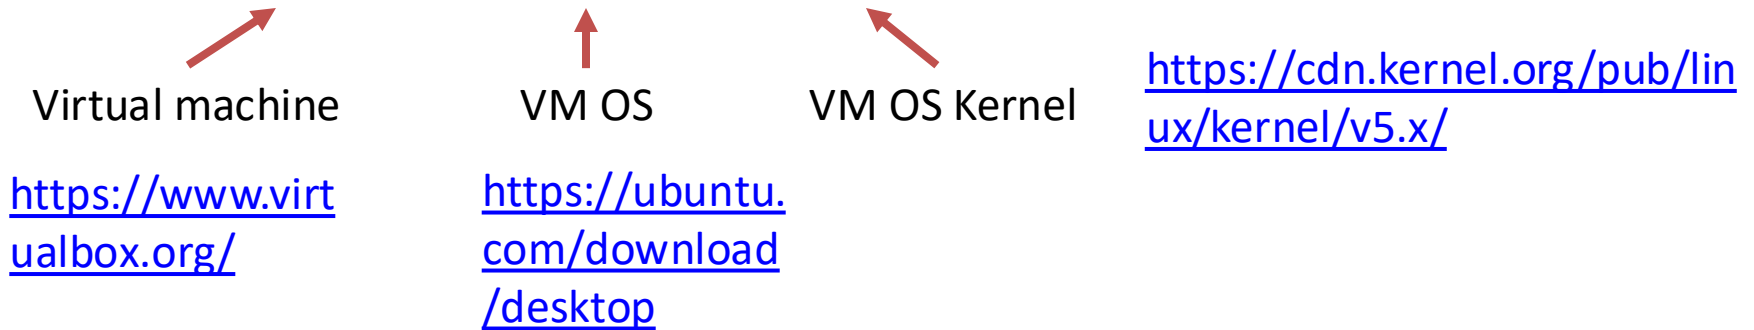 Virtual machine
https://www.virt
ualbox.org/
VM OS
https://ubuntu.
com/download
/desktop
VM OS Kernel
https://cdn.kernel.org/pub/lin
ux/kernel/v5.x/